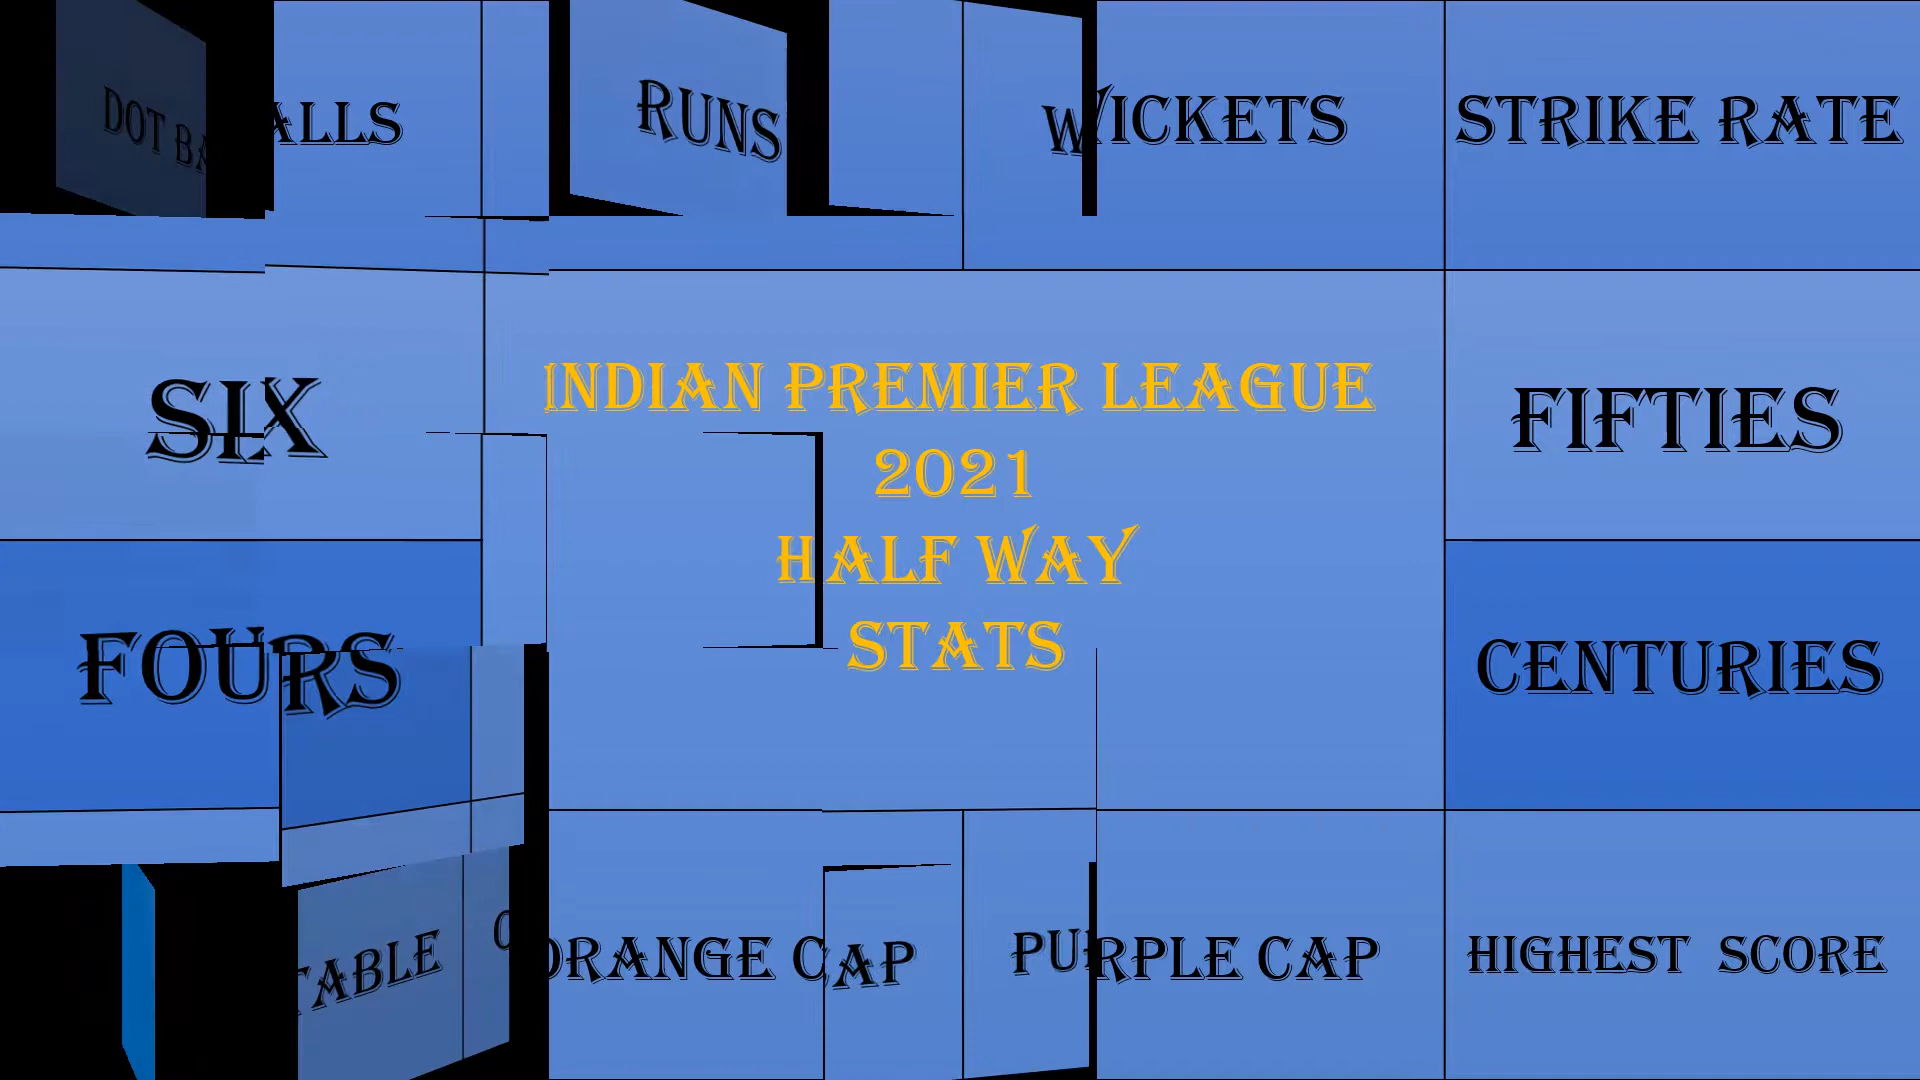 DOT BALLS
RUNS
WICKETS
STRIKE RATE
SIX
INDIAN PREMIER LEAGUE
2021
HALF WAY
STATS
FIFTIES
FOURS
CENTURIES
TABLE
ORANGE CAP
PURPLE CAP
HIGHEST SCORE